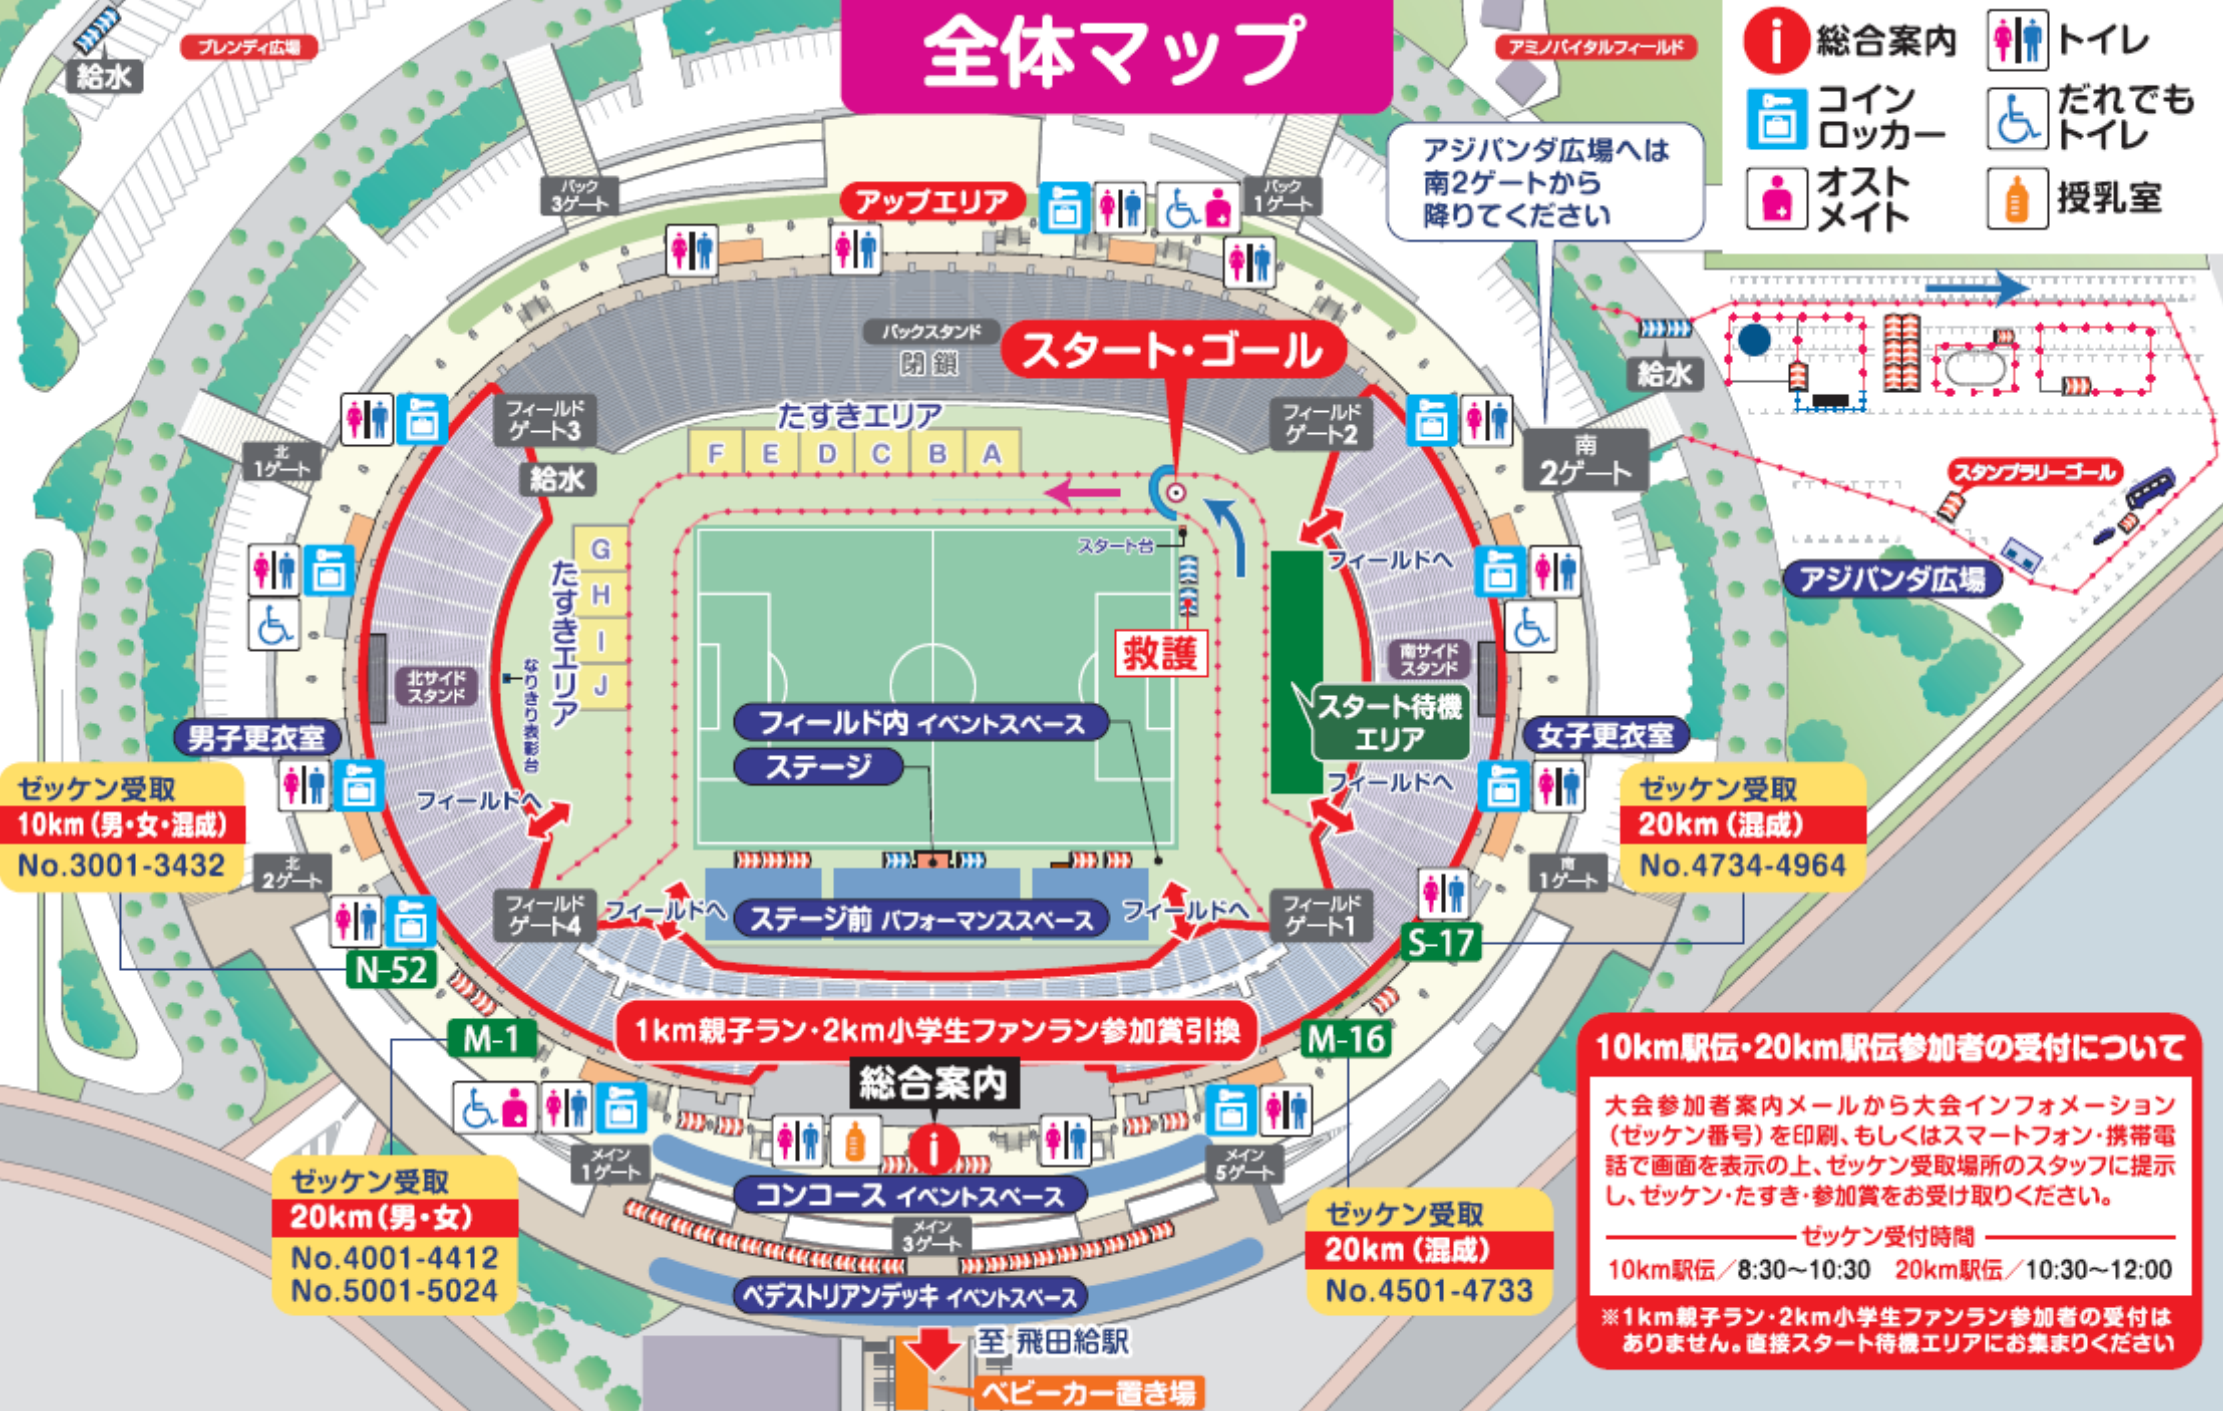 全体マップ
ブレンディ広場
給水
アミノバイタルフィールド
総合案内
トイレ
コイン
ロッカー
だれでも
トイレ
オスト
メイト
授乳室
アジパンダ広場へは
南2ゲートから
降りてください
バック
3ゲート
アップエリア
バック
1ゲート
バックスタンド
閉鎖
スタート・ゴール
給水
フィールド
ゲート3
たすきエリア
F E D C B A
フィールド
ゲート2
北
1ゲート
給水
南
2ゲート
スタンプラリーゴール
アジパンダ広場
G
H
I
J
たすきエリア
スタート台
フィールドへ
救護
北サイド
スタンド
なりきり表彰台
南サイド
スタンド
スタート待機
エリア
フィールド内 イベントスペース
ステージ
男子更衣室
女子更衣室
フィールドへ
フィールドへ
ゼッケン受取
10km(男・女・混成)
No.3001-3432
ゼッケン受取
20km(混成)
No.4734-4964
北
2ゲート
南
1ゲート
フィールド
ゲート4
フィールドへ
ステージ前 パフォーマンススペース
フィールドへ
フィールド
ゲート1
S-17
N-52
M-1
1km親子ラン・2km小学生ファンラン参加賞引換
M-16
総合案内
メイン
1ゲート
メイン
5ゲート
コンコース イベントスペース
メイン
3ゲート
ゼッケン受取
20km(男・女)
No.4001-4412
No.5001-5024
ゼッケン受取
20km(混成)
No.4501-4733
ペデストリアンデッキ イベントスペース
至 飛田給駅
ベビーカー置き場
10km駅伝・20km駅伝参加者の受付について
大会参加者案内メールから大会インフォメーション
(ゼッケン番号)を印刷、もしくはスマートフォン・携帯電
話で画面を表示の上、ゼッケン受取場所のスタッフに提示
し、ゼッケン・たすき・参加賞をお受け取りください。
ゼッケン受付時間
10km駅伝/8:30～10:30 20km駅伝/10:30～12:00
※1km親子ラン・2km小学生ファンラン参加者の受付は
ありません。直接スタート待機エリアにお集まりください